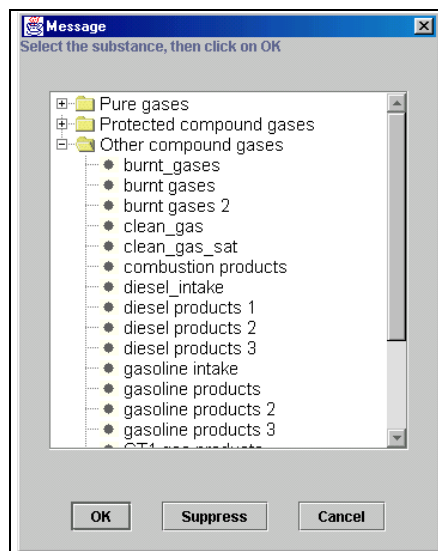 Message
Select the substance, then click on OK
Pure gases
Protected compound gases
Other compound gases
burnt_gases
burnt gases
burnt gases 2
clean_gas
clean_gas_sat
combustion products
diesel_intake
diesel products 1
diesel products 2
diesel products 3
gasoline intake
gasoline products
gasoline products 2
gasoline products 3
OK Suppress Cancel